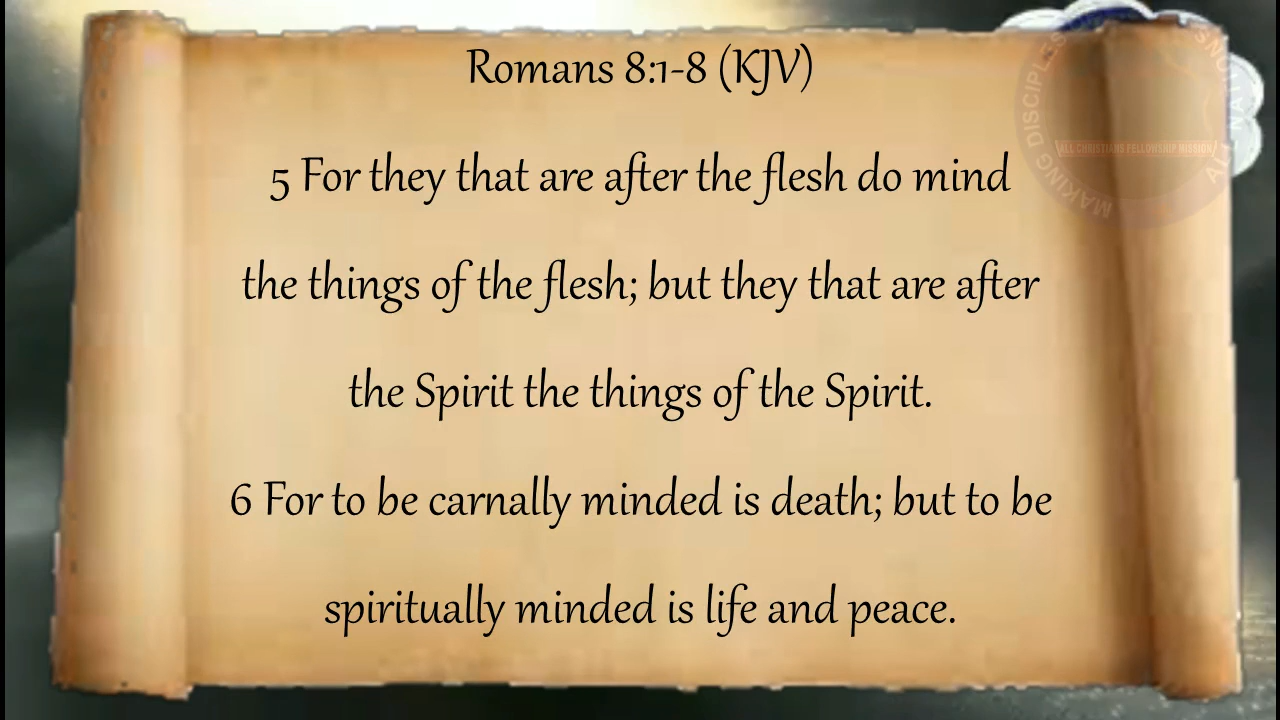 Romans 8:1-8 (KJV)
5 For they that are after the flesh do mind
the things of the flesh; but they that are after
the Spirit the things of the Spirit.
6 For to be carnally minded is death; but to be
spiritually minded is life and peace.
MAKING DISCIPLES
ALL NATIONS
ALL CHRISTIANS FELLOWSHIP MISSION